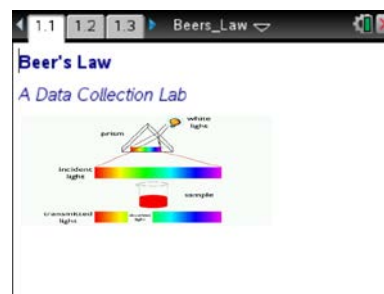 1.1 1.2 1.3 Beers_Law
Beer's Law
A Data Collection Lab
white
light
prism
incident
light
sample
transmitted
light